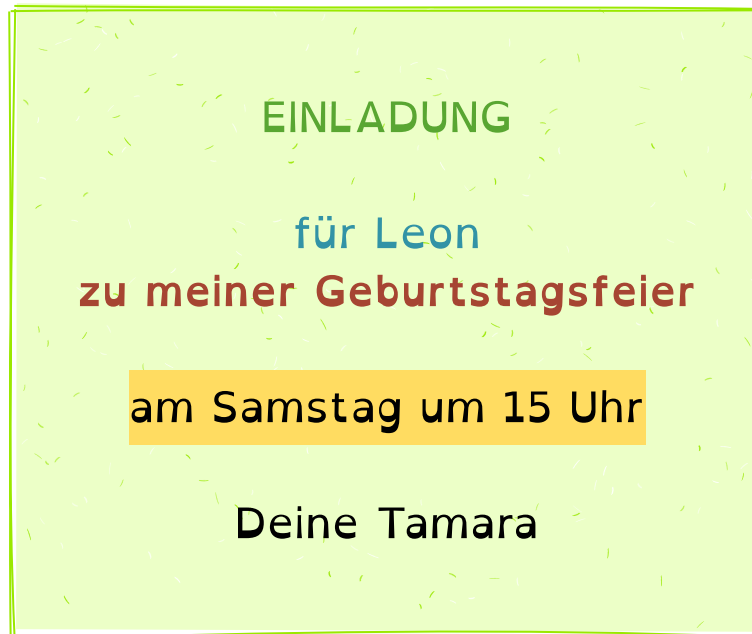 EINLADUNG
für Leon
zu meiner Geburtstagsfeier
am Samstag um 15 Uhr
Deine Tamara